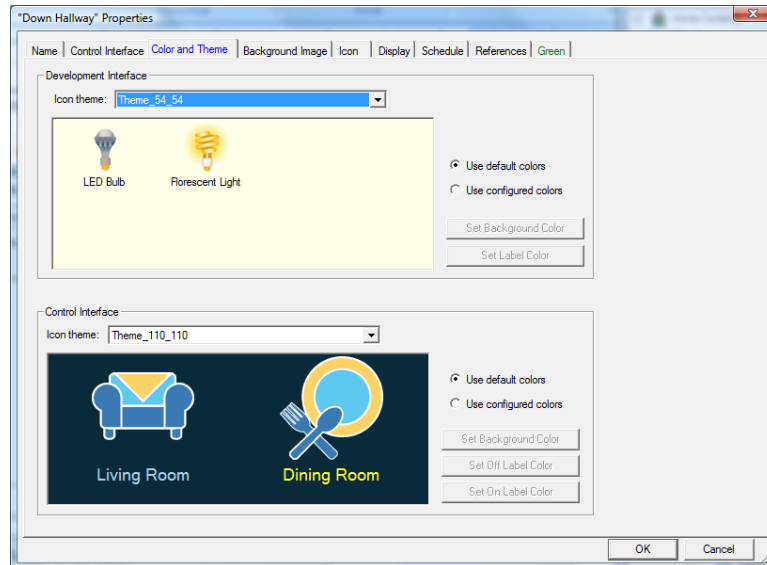 "Down Hallway" Properties
Name Control Interface Color and Theme Background Image Icon Display Schedule References Green
Development Interface
Icon theme: Theme_54_54
LED Bulb Florescent Light
Use default colors
Use configured colors
Set Background Color
Set Label Color
Control Interface
Icon theme: Theme_110_110
Living Room Dining Room
Use default colors
Use configured colors
Set Background Color
Set Off Label Color
Set On Label Color
OK Cancel